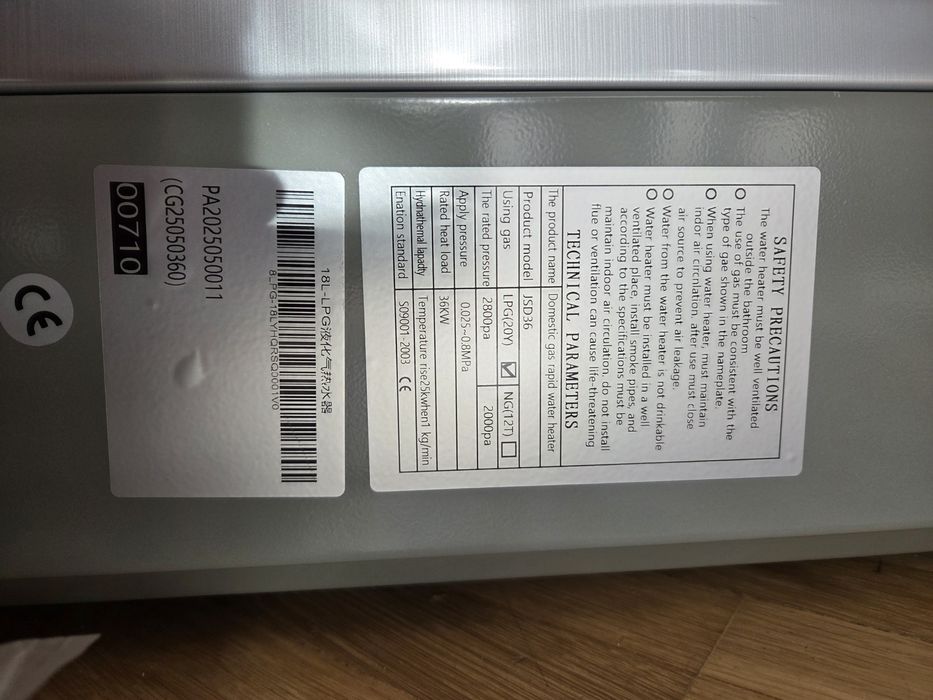 SAFETY PRECAUTIONS
The water heater must be well ventilated
outside the bathroom
○ The use of gas must be consistent with the
type of gae shown in the nameplate.
○ When using water heater, must maintain
indoor air circulation, after use must close
air source to prevent air leakage.
○ Water from the water heater is not drinkable
○ Water heater must be installed in a well
ventilated place, install smoke pipes, and
according to the specifications must be
maintain indoor air circulation, do not install
flue or ventilation can cause life-threatening
TECHNICAL PARAMETERS
The product name Domestic gas rapid water heater
Product model JSD36
Using gas LPG(20Y) ☑ NG(12T) ☐
The rated pressure 2800pa 2000pa
Apply pressure 0.025~0.8MPa
Rated heat load 36KW
Hydnathemal lapadty Temperature rise25kwhen1 kg/min
Enation standard S09001-2003 CE
18L-LPG液化气热水器
8_PG-18LYHQRSQ0001V0
PA2025050011
(CG25050360)
00710
CE